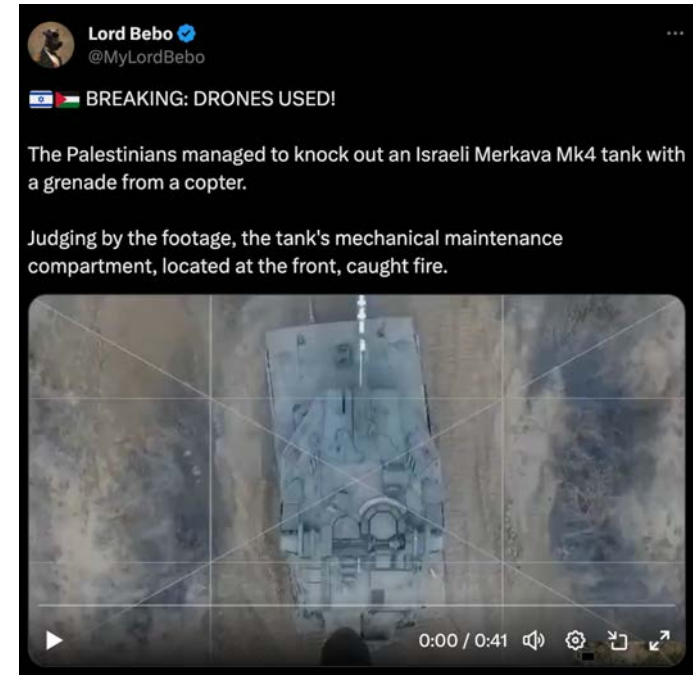 Lord Bebo
@MyLordBebo
BREAKING: DRONES USED!
The Palestinians managed to knock out an Israeli Merkava Mk4 tank with
a grenade from a copter.
Judging by the footage, the tank's mechanical maintenance
compartment, located at the front, caught fire.
0:00 / 0:41